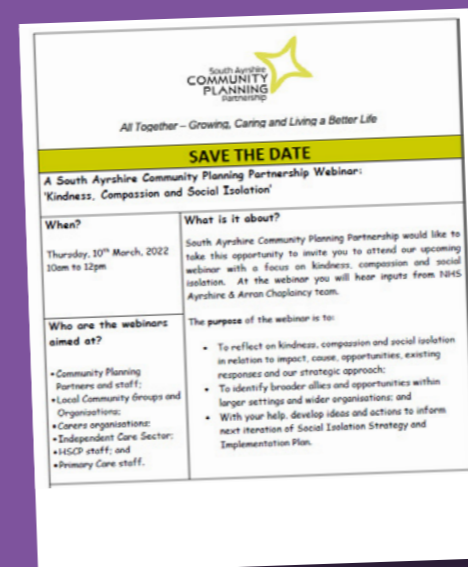 South Ayrshire
COMMUNITY
PLANNING
Partnership
All Together – Growing, Caring and Living a Better Life
SAVE THE DATE
A South Ayrshire Community Planning Partnership Webinar:
‘Kindness, Compassion and Social Isolation’
When?
Thursday, 10th March, 2022
10am to 12pm
Who are the webinars
aimed at?
•Community Planning
Partners and staff;
•Local Community Groups and
Organisations;
•Carers organisations;
•Independent Care Sector;
•HSCP staff; and
•Primary Care staff.
What is it about?
South Ayrshire Community Planning Partnership would like to
take this opportunity to invite you to attend our upcoming
webinar with a focus on kindness, compassion and social
isolation. At the webinar you will hear inputs from NHS
Ayrshire & Arran Chaplaincy team.
The purpose of the webinar is to:
• To reflect on kindness, compassion and social isolation
in relation to impact, cause, opportunities, existing
responses and our strategic approach;
• To identify broader allies and opportunities within
larger settings and wider organisations; and
• With your help, develop ideas and actions to inform
next iteration of Social Isolation Strategy and
Implementation Plan.